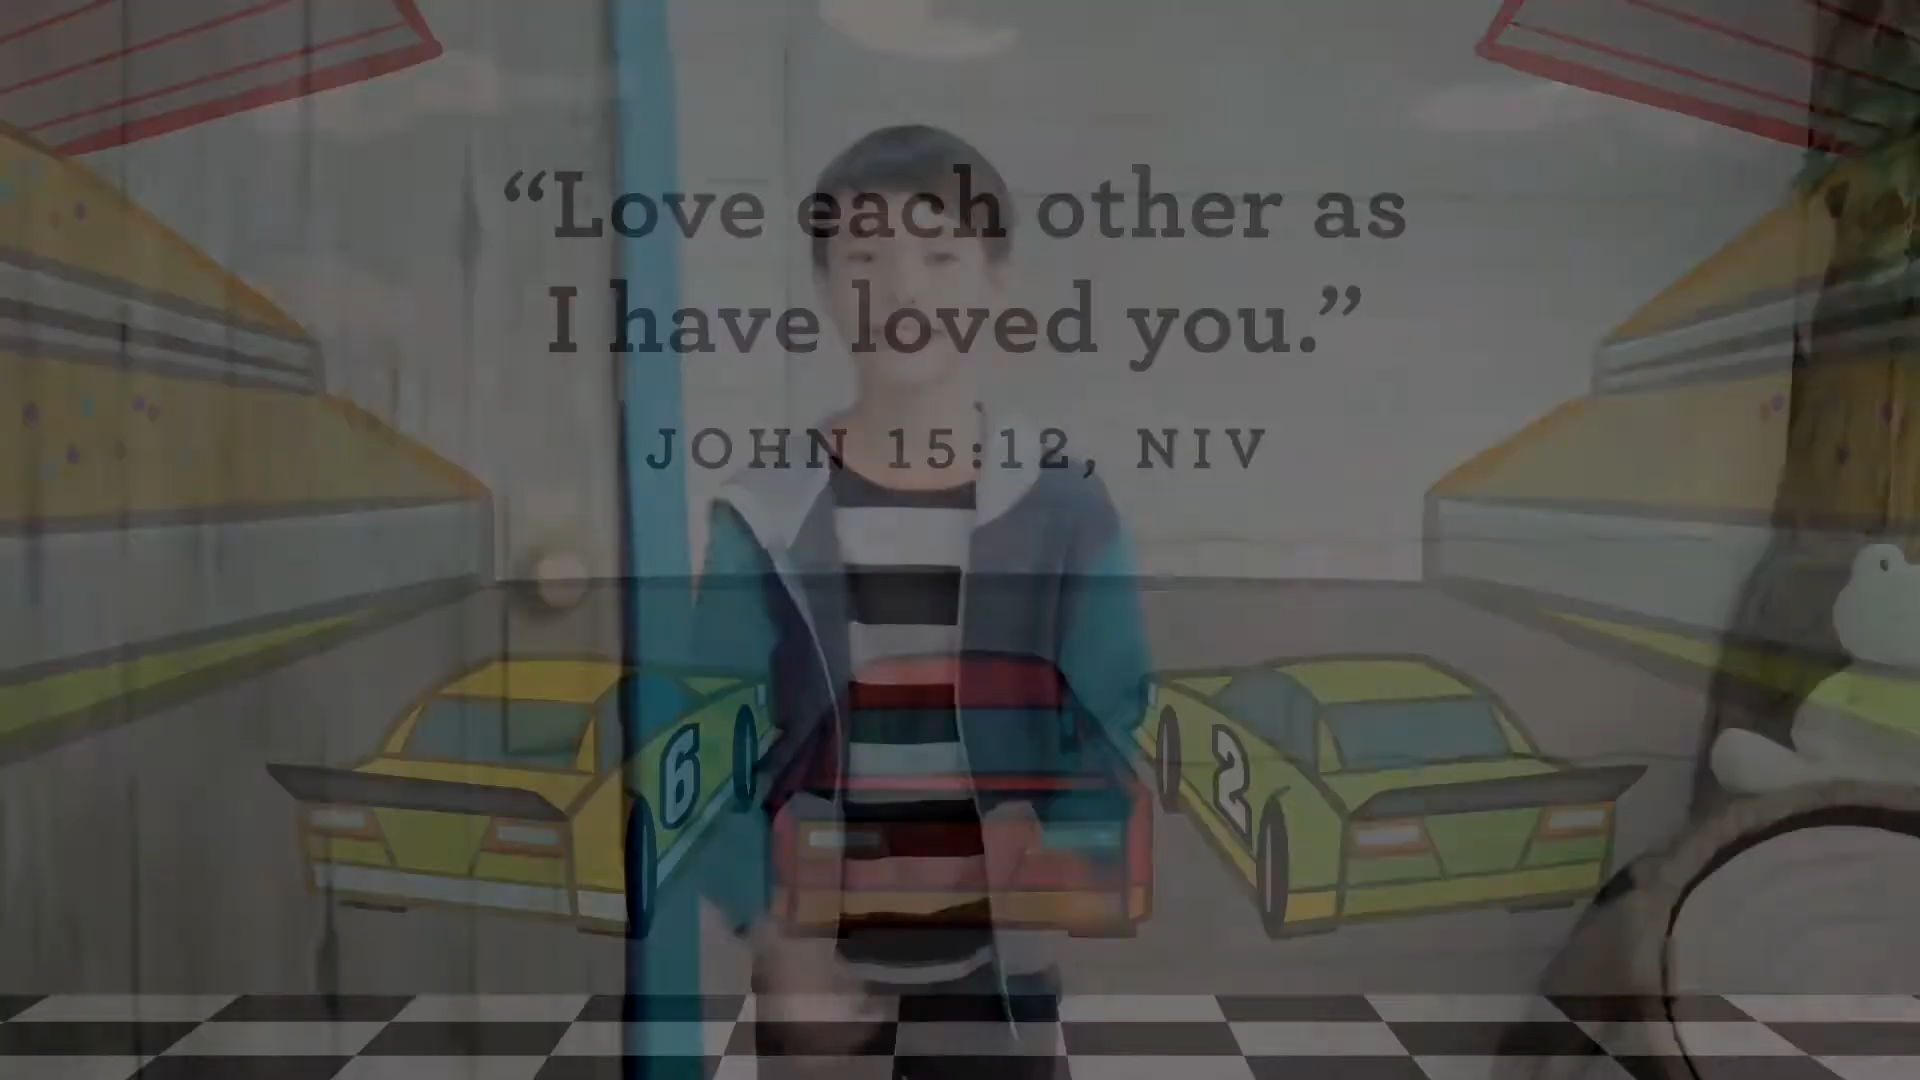 “Love each other as
I have loved you.”
JOHN 15:12, NIV
6
2